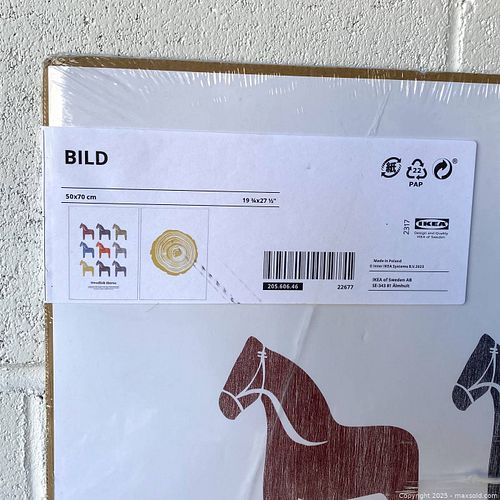 BILD
50x70 cm
19 ¾x27 ½"
Swedish Horse
22
PAP
2317
IKEA
Design and Quality
IKEA of Sweden
Made in Poland
© Inter IKEA Systems B.V. 2023
205.606.46
22677
IKEA of Sweden AB
SE-343 81 Älmhult
Copyright 2025 - maxsold.com